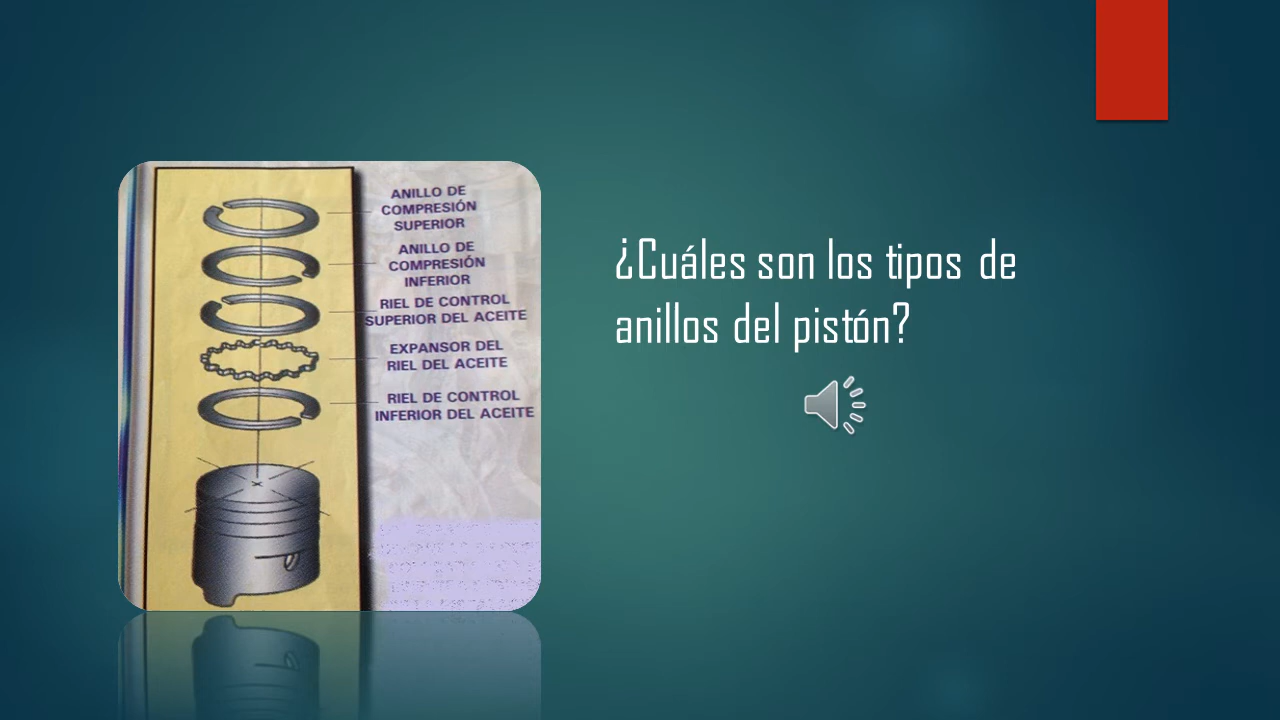 ANILLO DE
COMPRESIÓN
SUPERIOR
ANILLO DE
COMPRESIÓN
INFERIOR
RIEL DE CONTROL
SUPERIOR DEL ACEITE
EXPANSOR DEL
RIEL DEL ACEITE
RIEL DE CONTROL
INFERIOR DEL ACEITE
¿Cuáles son los tipos de
anillos del pistón?